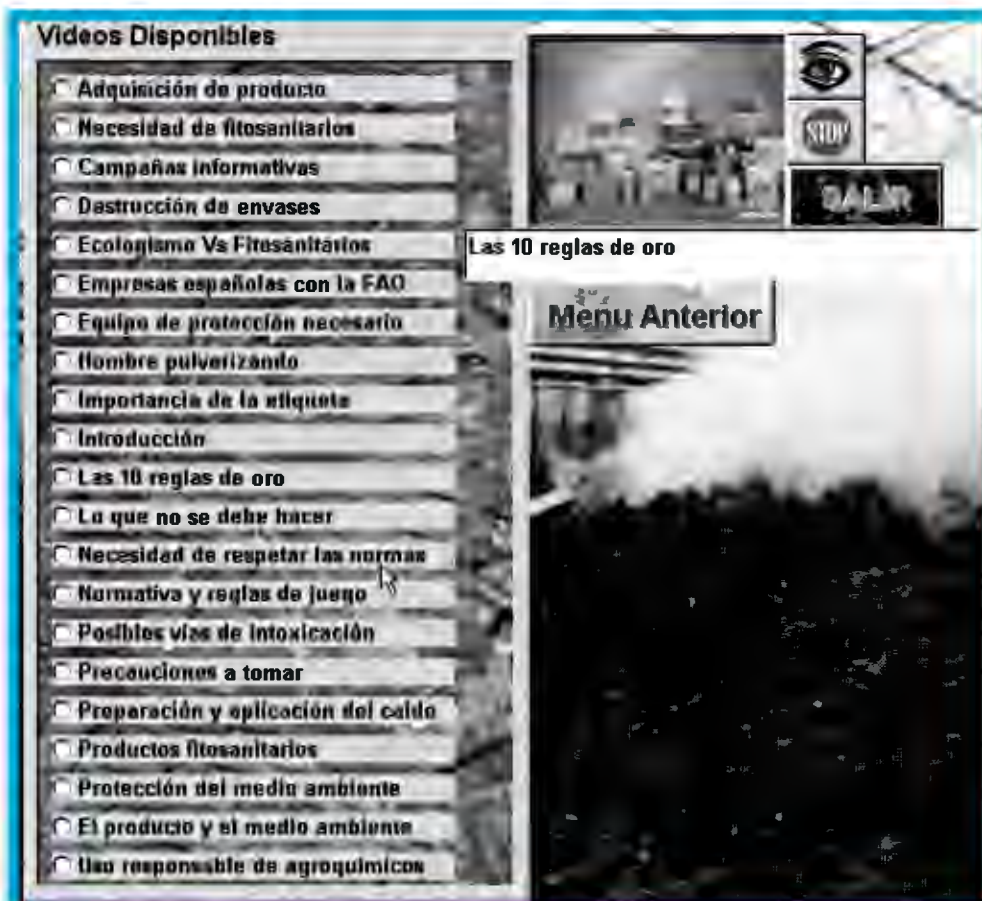 Videos Disponibles
Adquisición de producto
Necesidad de fitosanitarios
Campañas informativas
Destrucción de envases
Ecologismo Vs Fitosanitarios
Empresas españolas con la FAO
Equipo de protección necesario
Hombre pulverizando
Importancia de la etiqueta
Introducción
Las 10 reglas de oro
Lo que no se debe hacer
Necesidad de respetar las normas
Normativa y reglas de juego
Posibles vías de intoxicación
Precauciones a tomar
Preparación y aplicación del caldo
Productos fitosanitarios
Protección del medio ambiente
El producto y el medio ambiente
Uso responsable de agroquímicos
STOP
SALIR
Las 10 reglas de oro
Menu Anterior